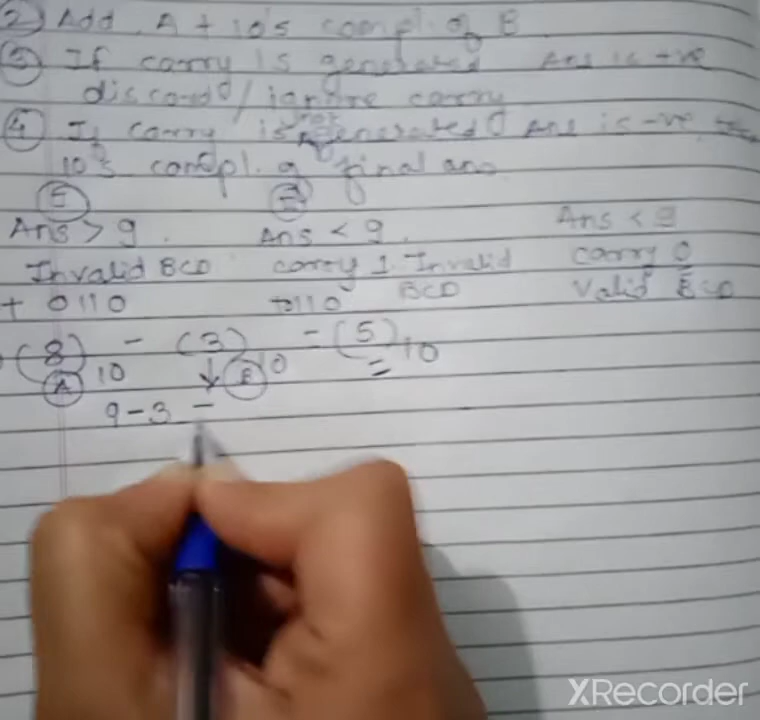 2) Add A + 10's compl. of B
3) If carry is generated Ans is +ve
discard / ignore carry
4) If carry is not generated Ans is -ve
10's compl. of final ans
Ans > 9. Ans < 9. Ans < 9
Invalid BCD carry 1 Invalid BCD carry 0 Valid BCD
+ 0110 +0110
(8)10 - (3)10 = (5)10
A ↓ B
9-3 =
XRecorder